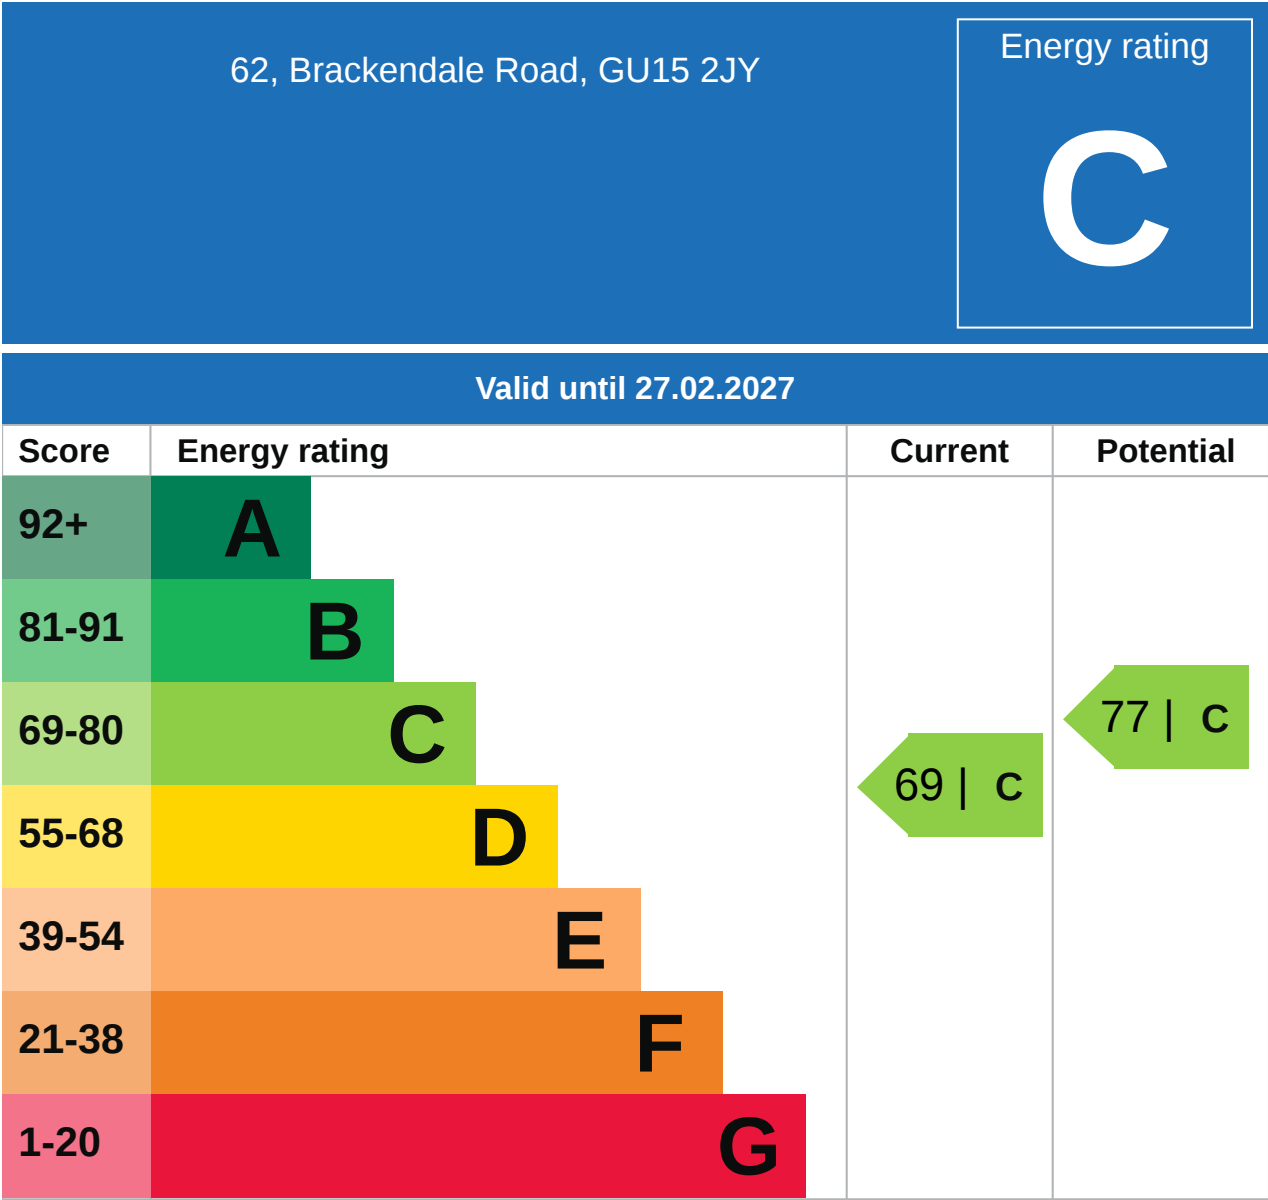 62, Brackendale Road, GU15 2JY
Energy rating
C
Valid until 27.02.2027
Score Energy rating Current Potential
92+ A
81-91 B
69-80 C
77 | C
69 | C
55-68 D
39-54 E
21-38 F
1-20 G